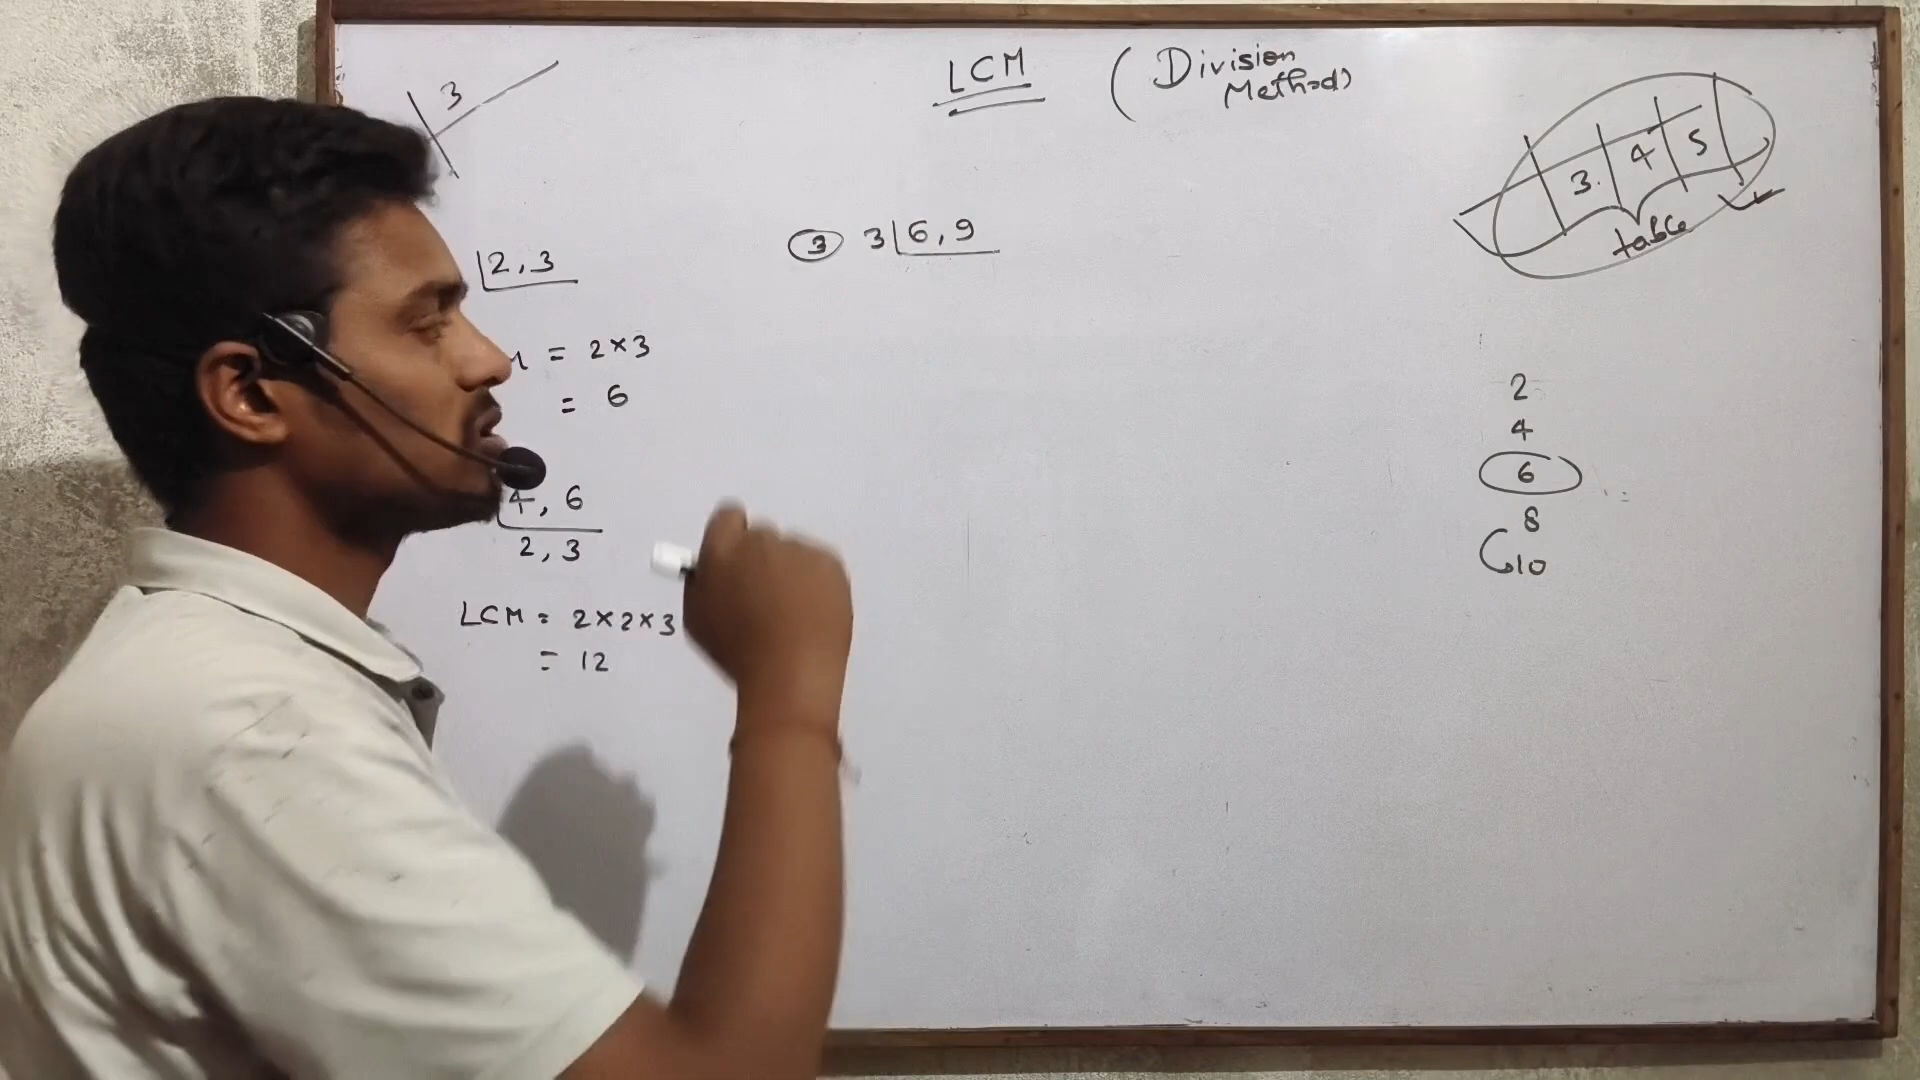 LCM (Division Method)
3
3 4 5
table
2, 3
= 2×3
= 6
4, 6
2, 3
LCM = 2×2×3
= 12
3 3 6, 9
2
4
6
8
10